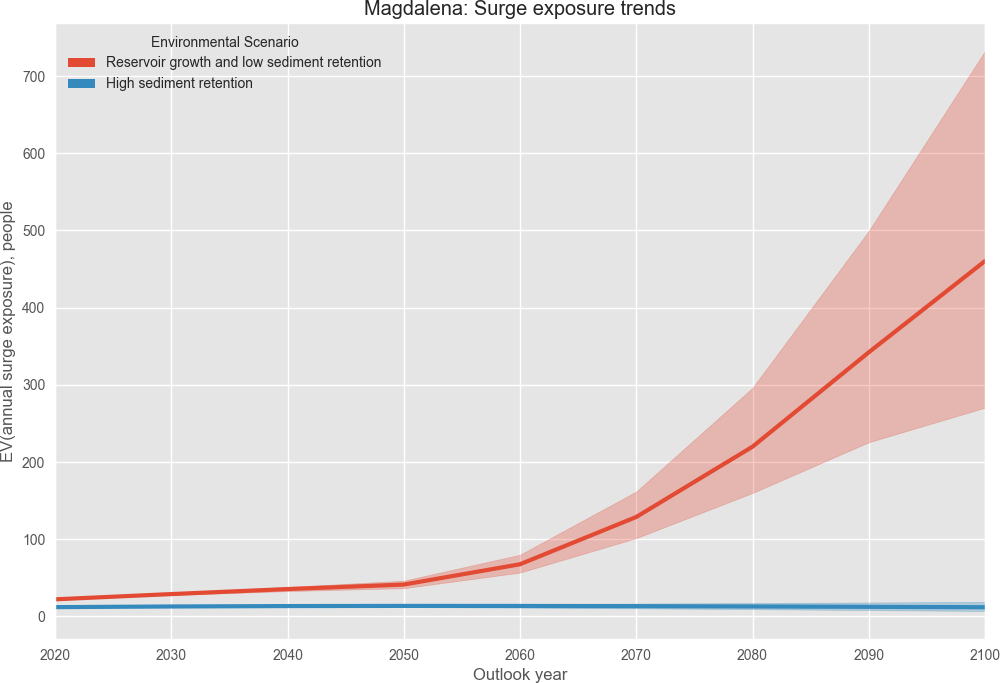 Magdalena: Surge exposure trends
Environmental Scenario
Reservoir growth and low sediment retention
High sediment retention
EV(annual surge exposure), people
700
600
500
400
300
200
100
0
2020 2030 2040 2050 2060 2070 2080 2090 2100
Outlook year